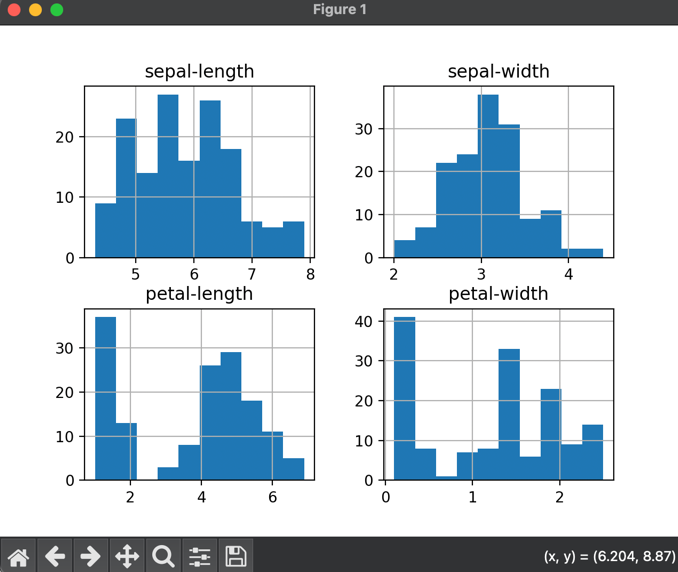 Figure 1
sepal-length
20
10
0
5 6 7 8
sepal-width
30
20
10
0
2 3 4
petal-length
30
20
10
0
2 4 6
petal-width
40
30
20
10
0
0 1 2
(x, y) = (6.204, 8.87)